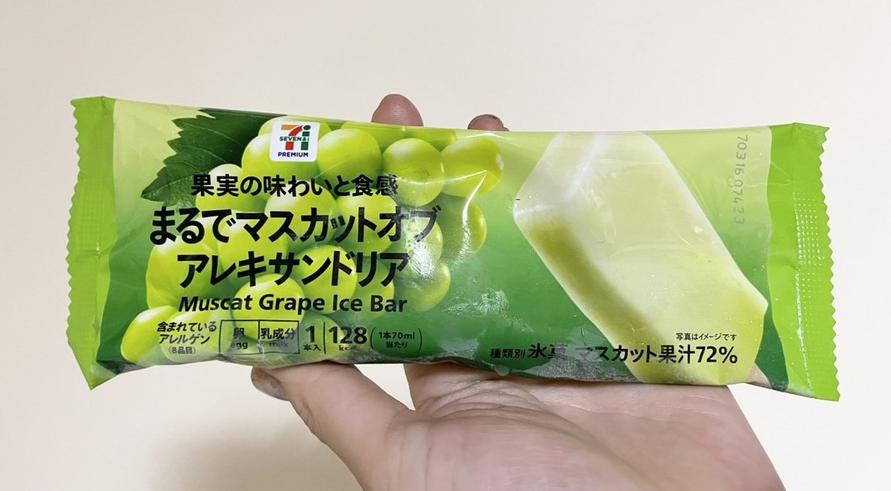 7i
SEVEN&i
PREMIUM
果実の味わいと食感
まるでマスカットオブ
アレキサンドリア
Muscat Grape Ice Bar
含まれている
アレルゲン
(8品目)
卵
egg
乳成分
milk
1
本入
128
kcal
1本70ml
当たり
写真はイメージです
種類別 氷菓 マスカット果汁72%